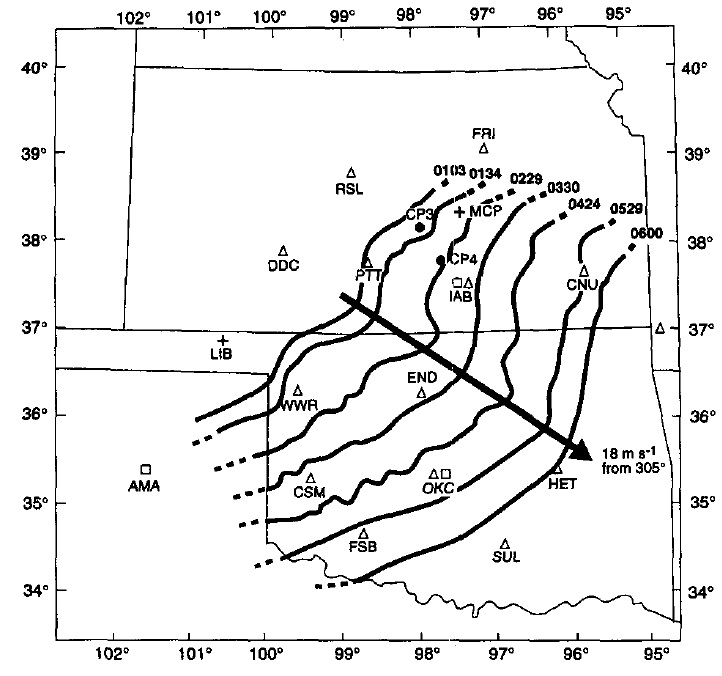 102° 101° 100° 99° 98° 97° 96° 95°
40° 40°
FRI
39° 39°
RSL
0103 0134 0229 0330 0424 0529 0600
CP3 MCP
38° 38°
DDC PTT CP4
IAB CNU
37° 37°
LIB
END
WWR
36° 36°
18 m s⁻¹
from 305°
AMA CSM OKC HET
35° 35°
FSB SUL
34° 34°
102° 101° 100° 99° 98° 97° 96° 95°